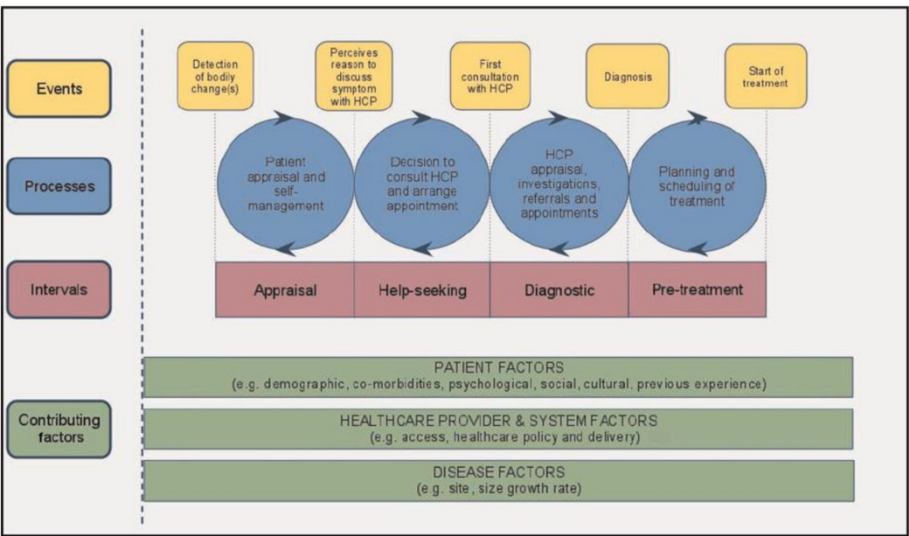 Events
Detection
of bodily
change(s)
Perceives
reason to
discuss
symptom
with HCP
First
consultation
with HCP
Diagnosis
Start of
treatment
Processes
Patient
appraisal and
self-
management
Decision to
consult HCP
and arrange
appointment
HCP
appraisal,
investigations,
referrals and
appointments
Planning and
scheduling of
treatment
Intervals
Appraisal
Help-seeking
Diagnostic
Pre-treatment
Contributing
factors
PATIENT FACTORS
(e.g. demographic, co-morbidities, psychological, social, cultural, previous experience)
HEALTHCARE PROVIDER & SYSTEM FACTORS
(e.g. access, healthcare policy and delivery)
DISEASE FACTORS
(e.g. site, size growth rate)